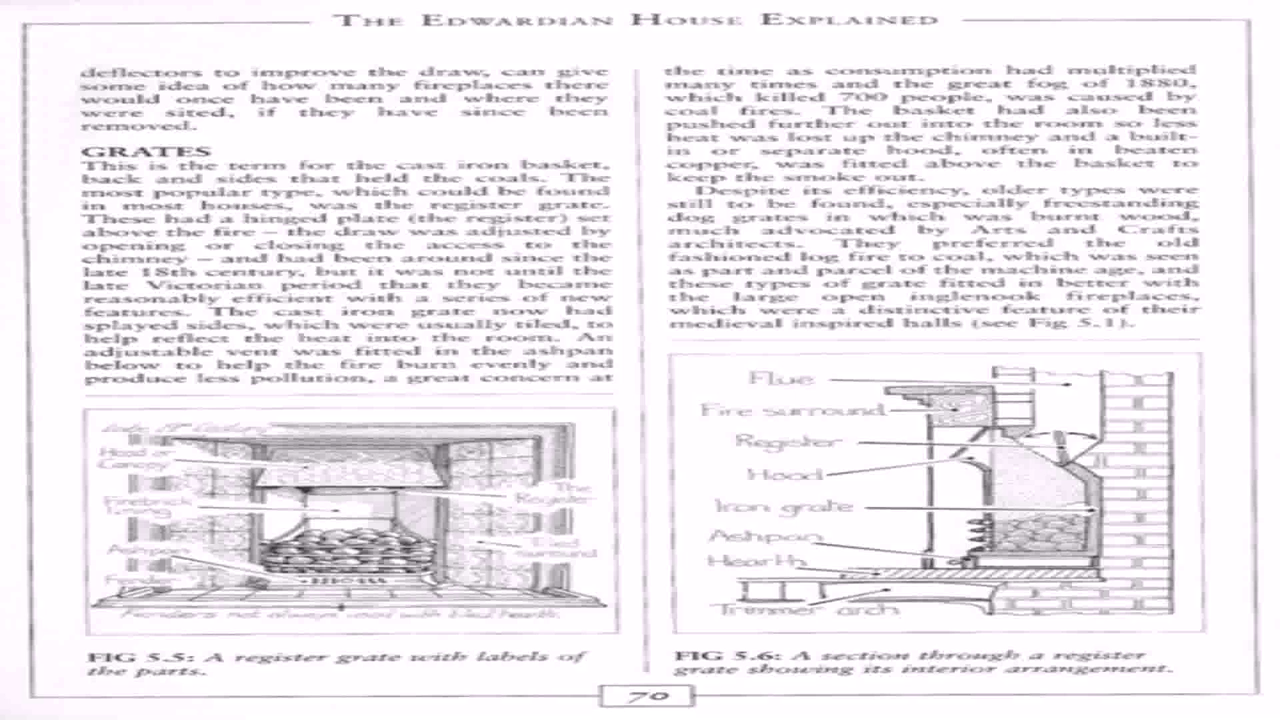 THE EDWARDIAN HOUSE EXPLAINED
deflectors to improve the draw, can give
some idea of how many fireplaces there
would once have been and where they
were sited, if they have since been
removed.
GRATES
This is the term for the cast iron basket,
back and sides that held the coals. The
most popular type, which could be found
in most houses, was the register grate.
These had a hinged plate (the register) set
above the fire – the draw was adjusted by
opening or closing the access to the
chimney – and had been around since the
late 18th century, but it was not until the
late Victorian period that they became
reasonably efficient with a series of new
features. The cast iron grate now had
splayed sides, which were usually tiled, to
help reflect the heat into the room. An
adjustable vent was fitted in the ashpan
below to help the fire burn evenly and
produce less pollution, a great concern at
Hood or
Canopy
Firebrick
Lining
Ashpan
Fender
The
Register
Tiled
surround
Fenders not always used with tiled hearth.
FIG 5.5: A register grate with labels of
the parts.
the time as consumption had multiplied
many times and the great fog of 1880,
which killed 700 people, was caused by
coal fires. The basket had also been
pushed further out into the room so less
heat was lost up the chimney and a built-
in or separate hood, often in beaten
copper, was fitted above the basket to
keep the smoke out.
Despite its efficiency, older types were
still to be found, especially freestanding
dog grates in which was burnt wood,
much advocated by Arts and Crafts
architects. They preferred the old
fashioned log fire to coal, which was seen
as part and parcel of the machine age, and
these types of grate fitted in better with
the large open inglenook fireplaces,
which were a distinctive feature of their
medieval inspired halls (see Fig 5.1).
Flue
Fire surround
Register
Hood
Iron grate
Ashpan
Hearth
Trimmer arch
FIG 5.6: A section through a register
grate showing its interior arrangement.
70